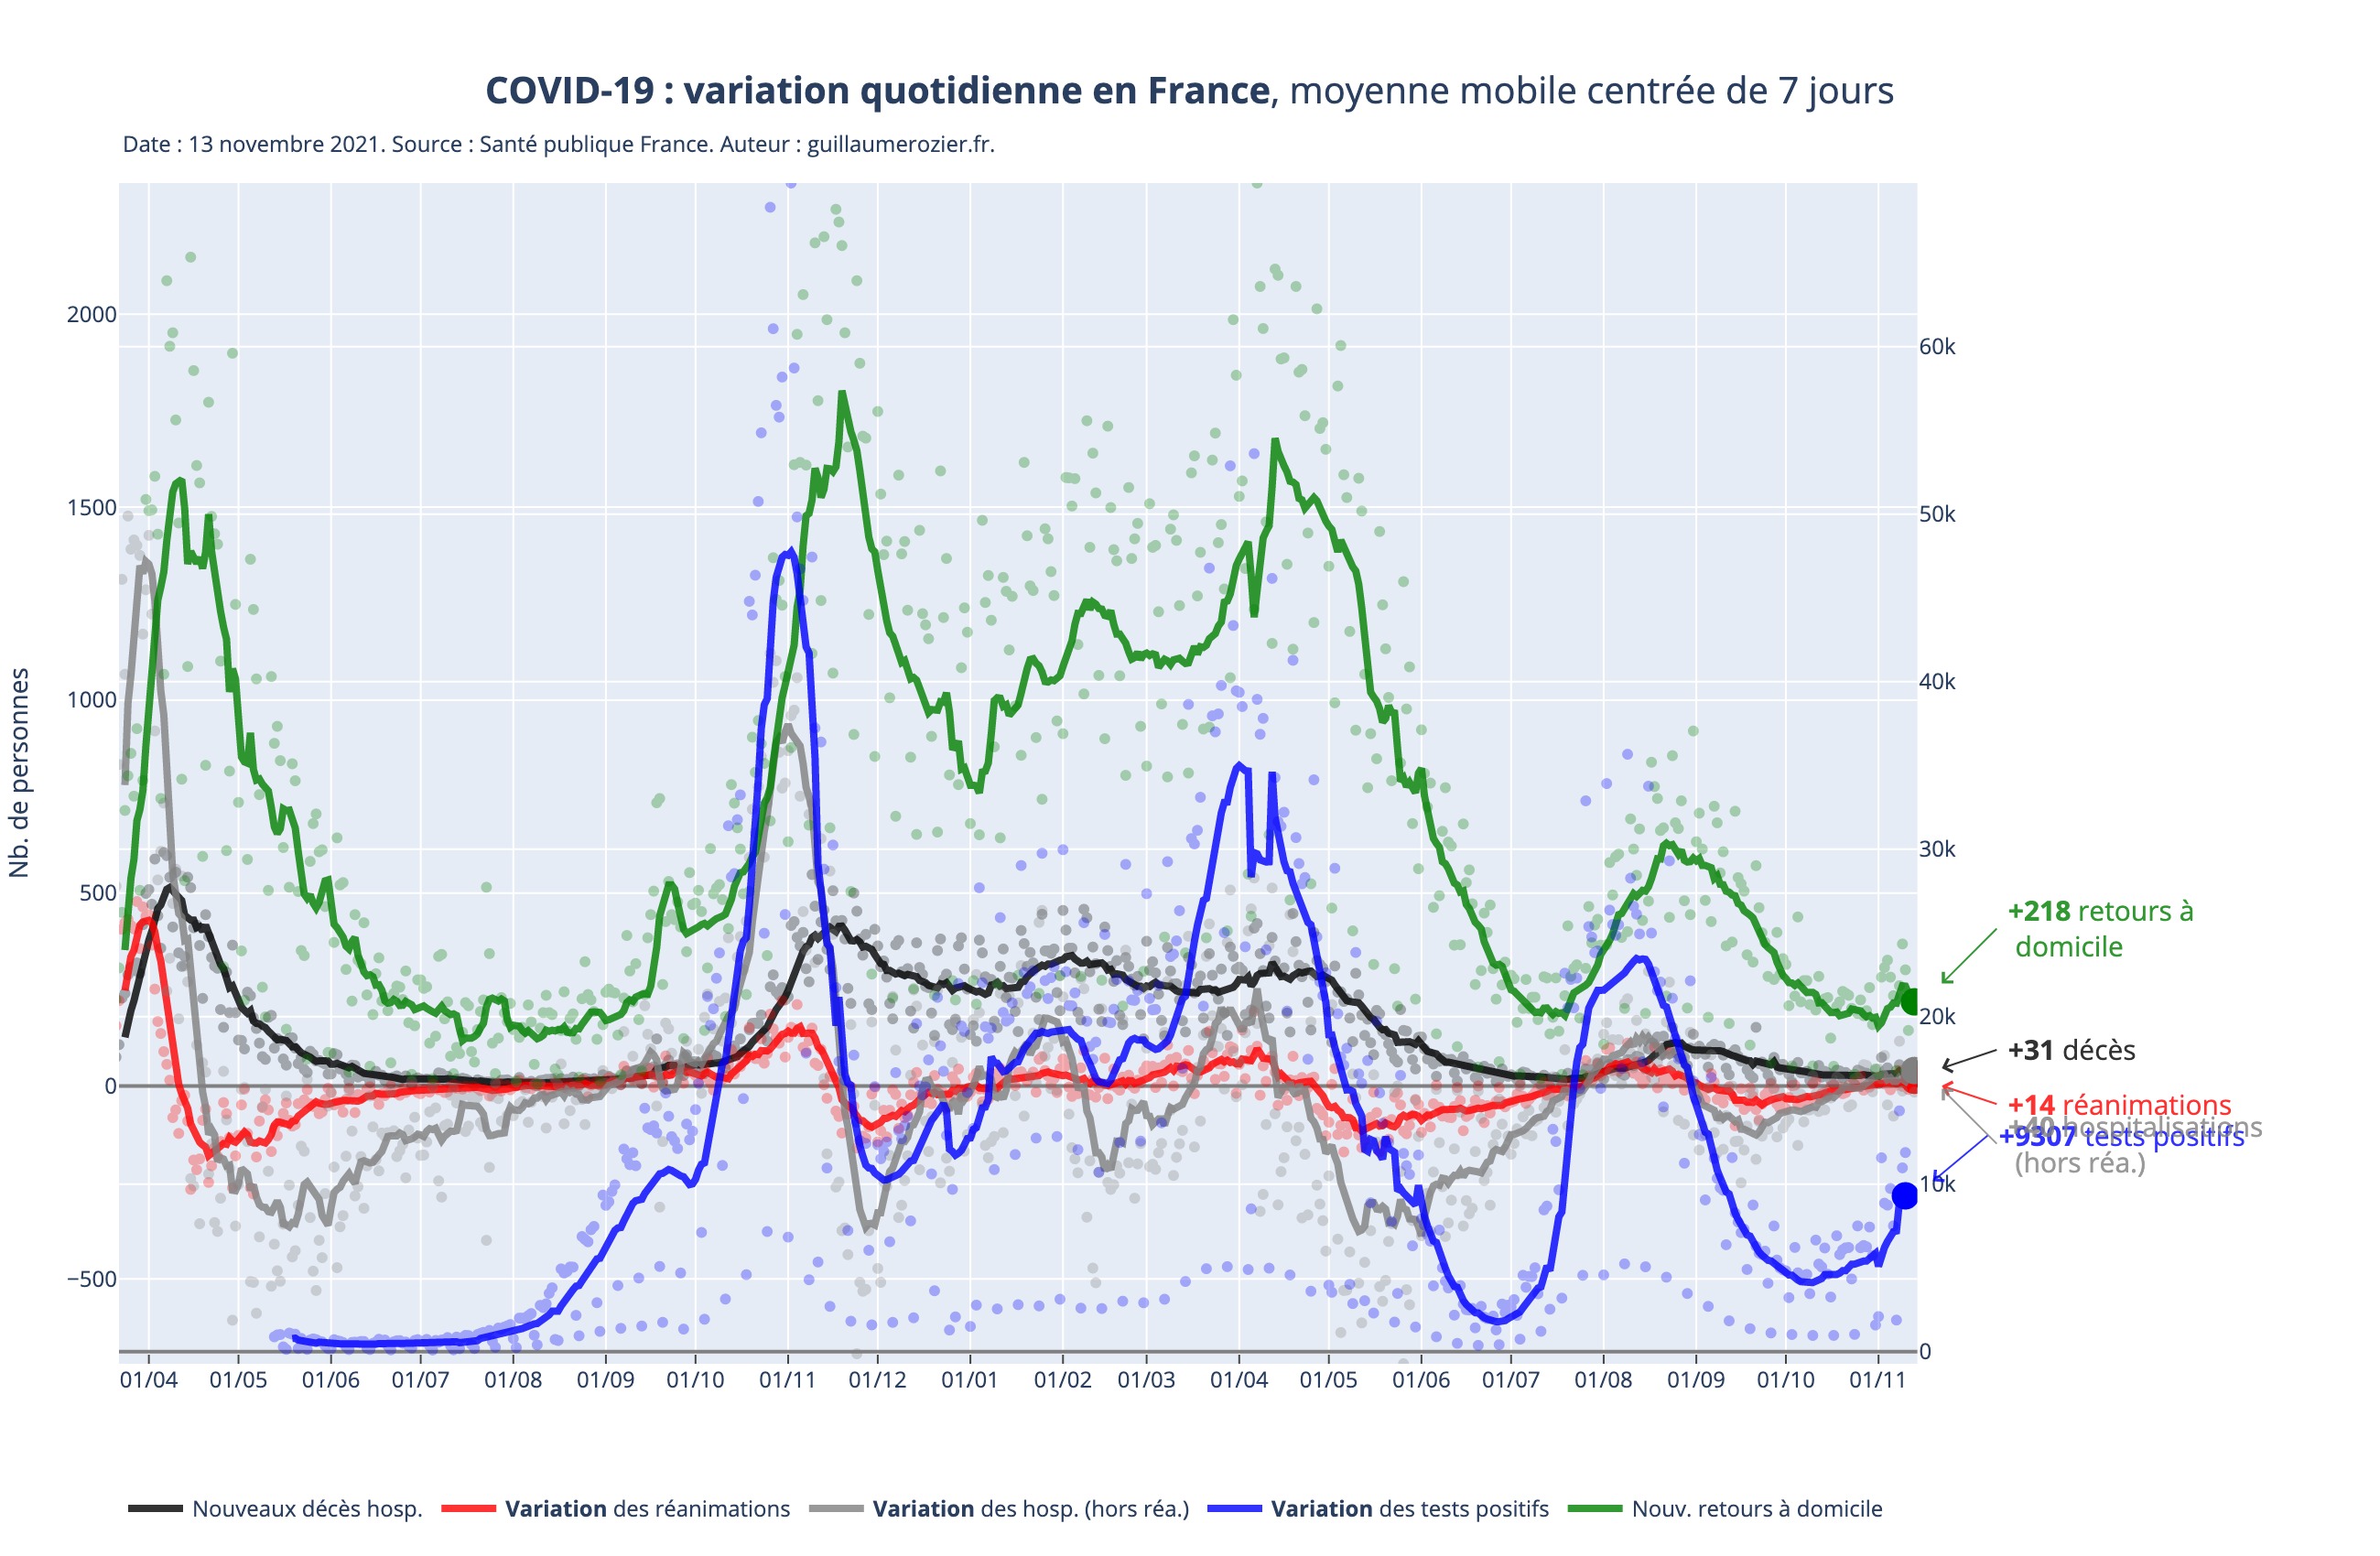 COVID-19 : variation quotidienne en France, moyenne mobile centrée de 7 jours
Date : 13 novembre 2021. Source : Santé publique France. Auteur : guillaumerozier.fr.
Nb. de personnes
2000
1500
1000
500
0
−500
60k
50k
40k
30k
20k
10k
0
+218 retours à
domicile
+31 décès
+14 réanimations
+40 hospitalisations
(hors réa.)
+9307 tests positifs
01/04 01/05 01/06 01/07 01/08 01/09 01/10 01/11 01/12 01/01 01/02 01/03 01/04 01/05 01/06 01/07 01/08 01/09 01/10 01/11
Nouveaux décès hosp. Variation des réanimations Variation des hosp. (hors réa.) Variation des tests positifs Nouv. retours à domicile